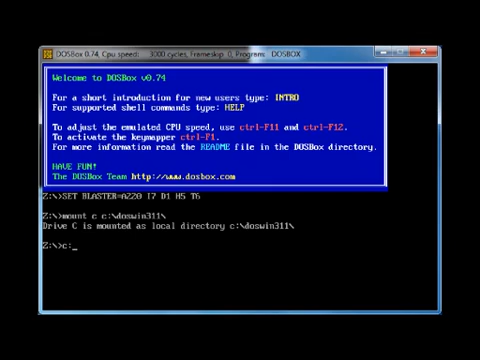 DOSBox 0.74, Cpu speed: 3000 cycles, Frameskip 0, Program: DOSBOX
Welcome to DOSBox v0.74
For a short introduction for new users type: INTRO
For supported shell commands type: HELP
To adjust the emulated CPU speed, use ctrl-F11 and ctrl-F12.
To activate the keymapper ctrl-F1.
For more information read the README file in the DOSBox directory.
HAVE FUN!
The DOSBox Team http://www.dosbox.com
Z:\>SET BLASTER=A220 I7 D1 H5 T6
Z:\>mount c c:\doswin311\
Drive C is mounted as local directory c:\doswin311\
Z:\>c:_